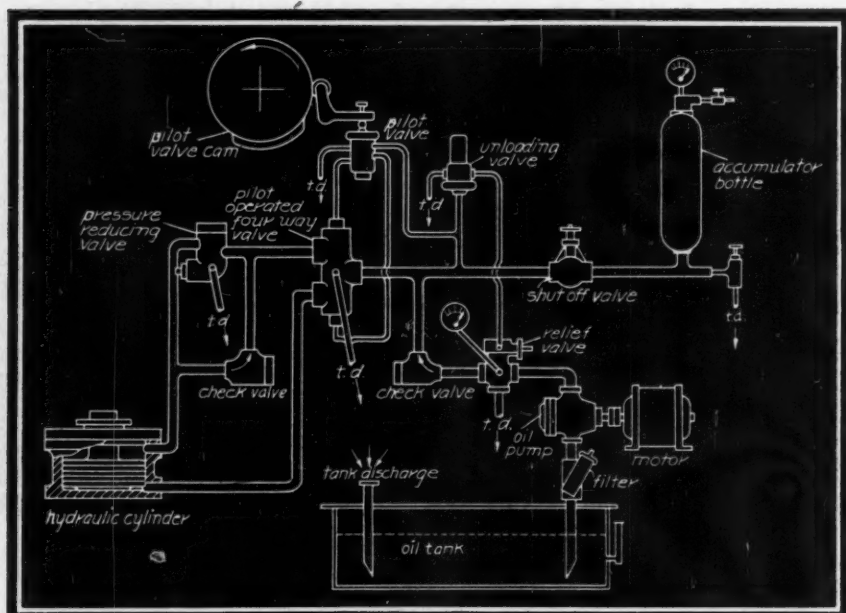 pilot
valve cam
pilot
valve
unloading
valve
accumulator
bottle
t.d.
pilot
operated
four way
valve
t.d.
pressure
reducing
valve
t.d.
shut off valve
t.d.
relief
valve
check valve
t.d.
check valve
t.d.
oil
pump
motor
tank discharge
filter
hydraulic cylinder
oil tank